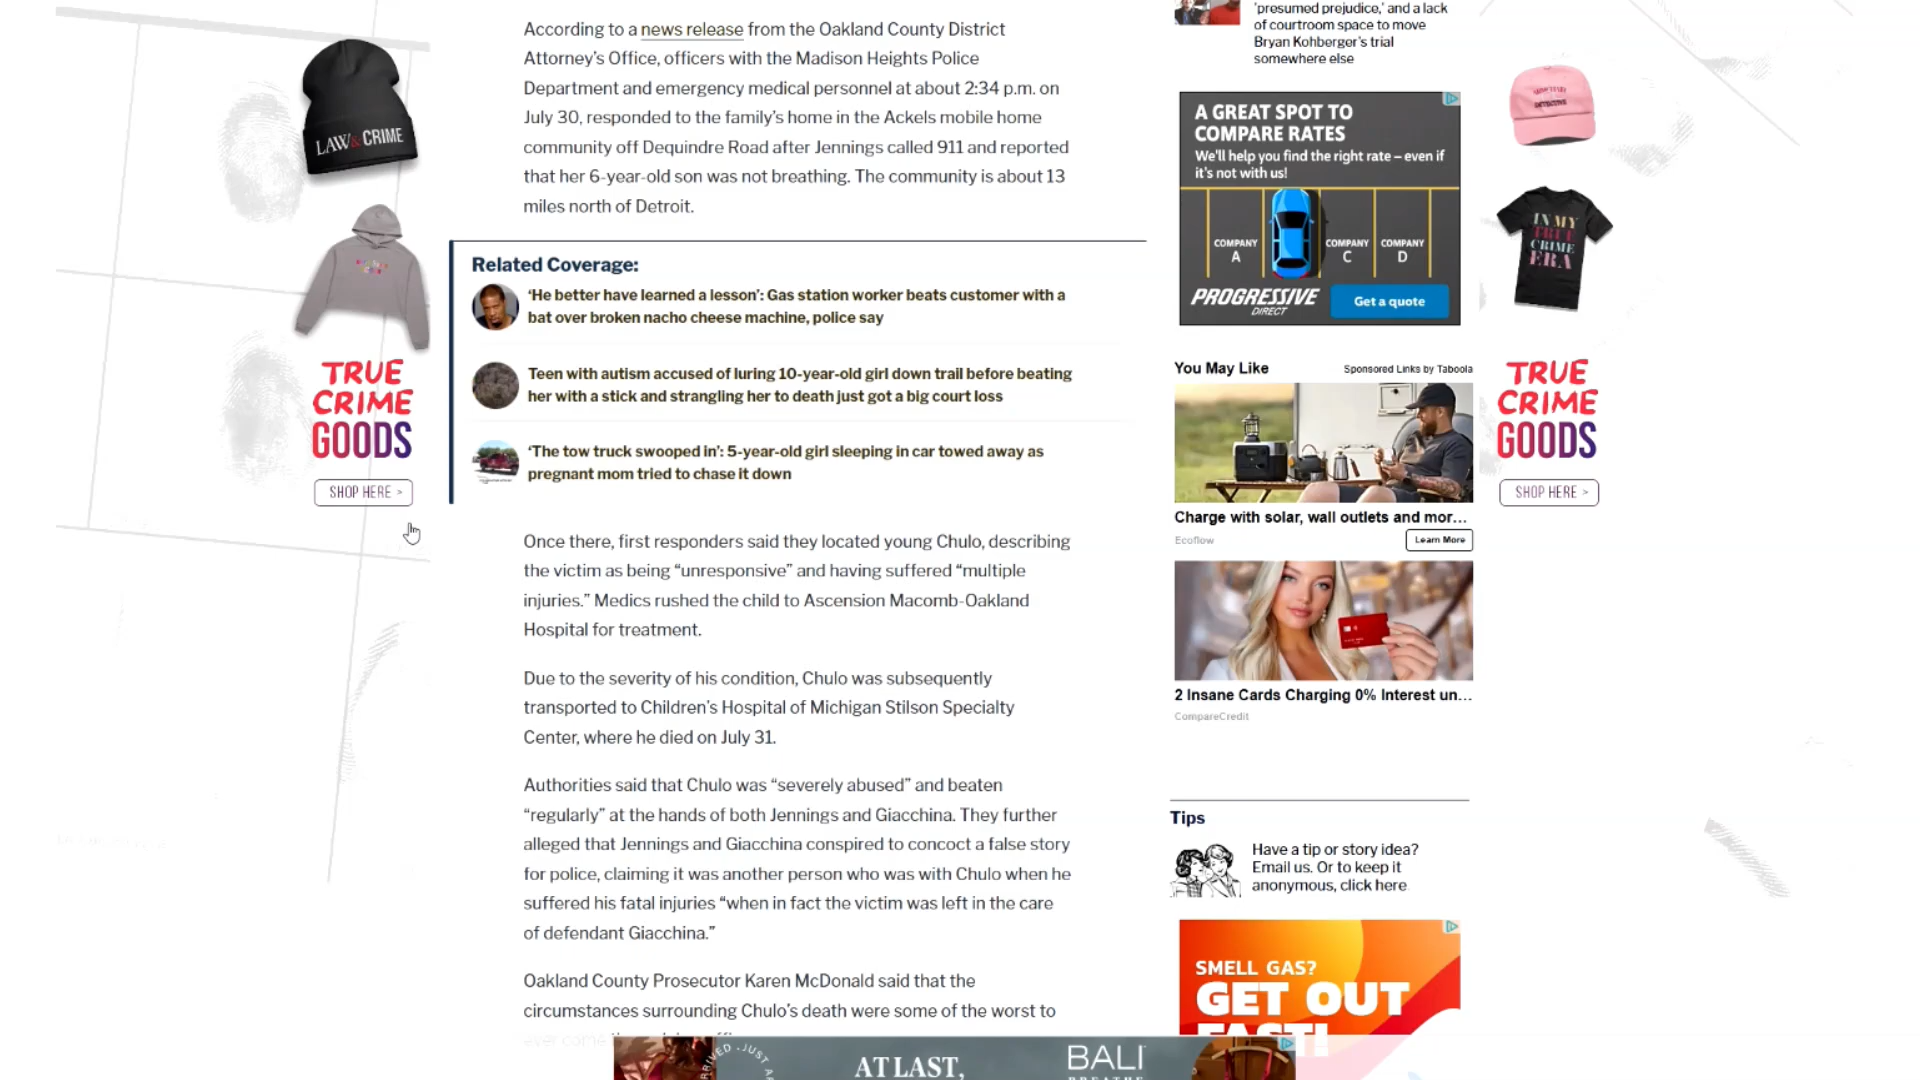 According to a news release from the Oakland County District
Attorney's Office, officers with the Madison Heights Police
Department and emergency medical personnel at about 2:34 p.m. on
July 30, responded to the family's home in the Ackels mobile home
community off Dequindre Road after Jennings called 911 and reported
that her 6-year-old son was not breathing. The community is about 13
miles north of Detroit.
Related Coverage:
‘He better have learned a lesson’: Gas station worker beats customer with a
bat over broken nacho cheese machine, police say
Teen with autism accused of luring 10-year-old girl down trail before beating
her with a stick and strangling her to death just got a big court loss
‘The tow truck swooped in’: 5-year-old girl sleeping in car towed away as
pregnant mom tried to chase it down
Once there, first responders said they located young Chulo, describing
the victim as being “unresponsive” and having suffered “multiple
injuries.” Medics rushed the child to Ascension Macomb-Oakland
Hospital for treatment.
Due to the severity of his condition, Chulo was subsequently
transported to Children's Hospital of Michigan Stilson Specialty
Center, where he died on July 31.
Authorities said that Chulo was “severely abused” and beaten
“regularly” at the hands of both Jennings and Giacchina. They further
alleged that Jennings and Giacchina conspired to concoct a false story
for police, claiming it was another person who was with Chulo when he
suffered his fatal injuries “when in fact the victim was left in the care
of defendant Giacchina.”
Oakland County Prosecutor Karen McDonald said that the
circumstances surrounding Chulo's death were some of the worst to
ever come
LAW & CRIME
TRUE
CRIME
GOODS
SHOP HERE >
'presumed prejudice,' and a lack
of courtroom space to move
Bryan Kohberger's trial
somewhere else
A GREAT SPOT TO
COMPARE RATES
We'll help you find the right rate – even if
it's not with us!
COMPANY
A
COMPANY
C
COMPANY
D
PROGRESSIVE
DIRECT
Get a quote
You May Like
Sponsored Links by Taboola
Charge with solar, wall outlets and mor...
Ecoflow
Learn More
2 Insane Cards Charging 0% Interest un...
CompareCredit
Tips
Have a tip or story idea?
Email us. Or to keep it
anonymous, click here.
SMELL GAS?
GET OUT
FAST!
IN MY
TRUE
CRIME
ERA
TRUE
CRIME
GOODS
SHOP HERE >
AT LAST,
BALI
BREATHE